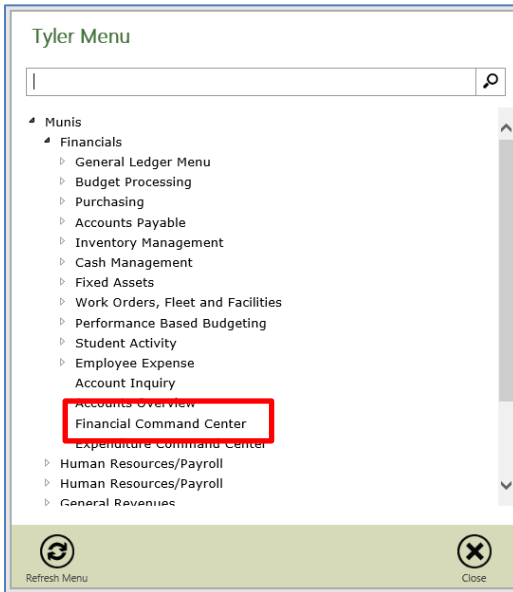 Tyler Menu
Munis
Financials
General Ledger Menu
Budget Processing
Purchasing
Accounts Payable
Inventory Management
Cash Management
Fixed Assets
Work Orders, Fleet and Facilities
Performance Based Budgeting
Student Activity
Employee Expense
Account Inquiry
Accounts Overview
Financial Command Center
Expenditure Command Center
Human Resources/Payroll
Human Resources/Payroll
General Revenues
Refresh Menu
Close